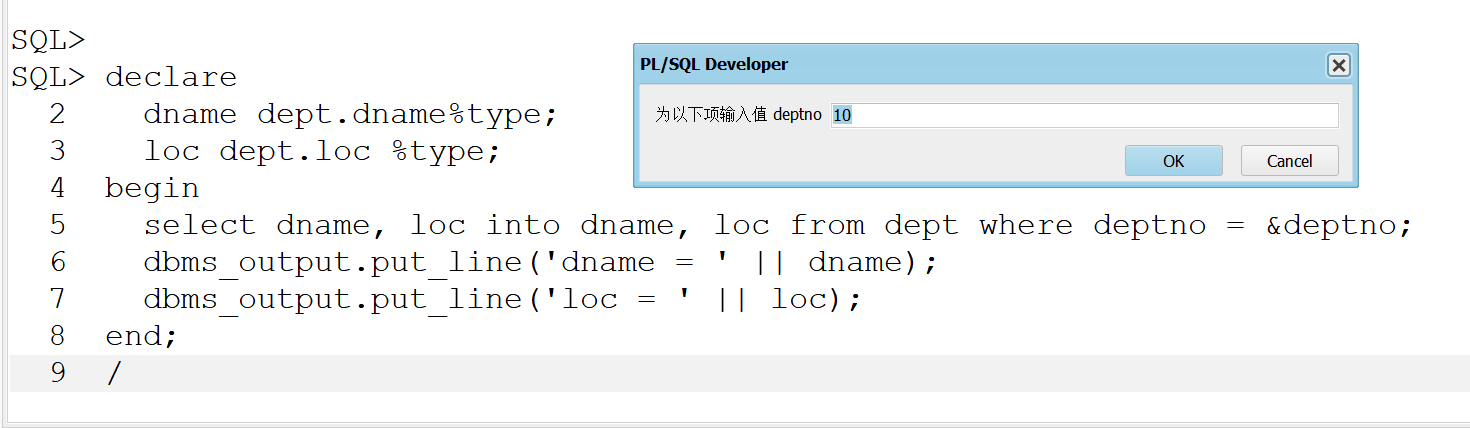 SQL>
SQL> declare
2 dname dept.dname%type;
3 loc dept.loc %type;
4 begin
5 select dname, loc into dname, loc from dept where deptno = &deptno;
6 dbms_output.put_line('dname = ' || dname);
7 dbms_output.put_line('loc = ' || loc);
8 end;
9 /
PL/SQL Developer
为以下项输入值 deptno 10
OK Cancel